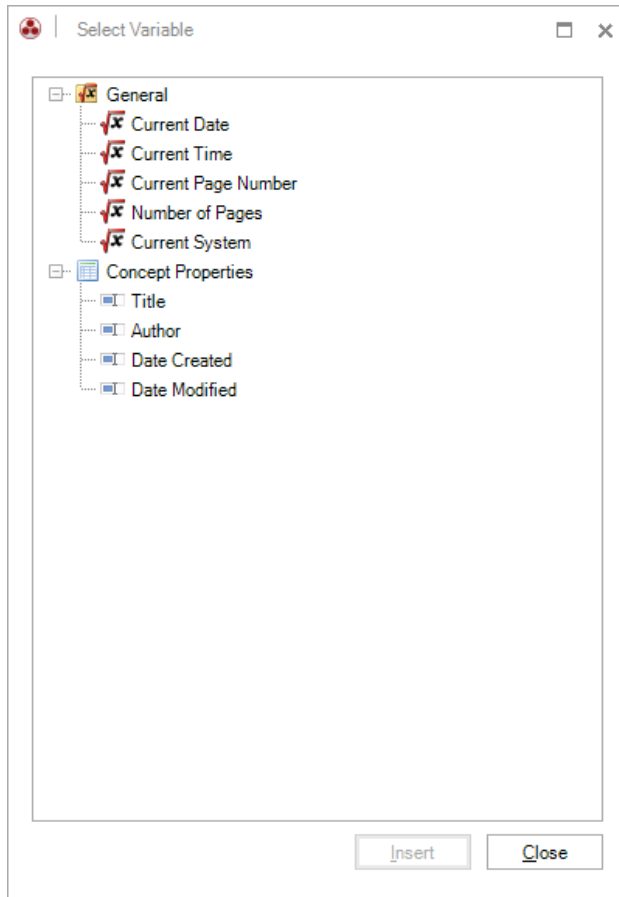 Select Variable
General
Current Date
Current Time
Current Page Number
Number of Pages
Current System
Concept Properties
Title
Author
Date Created
Date Modified
Insert Close